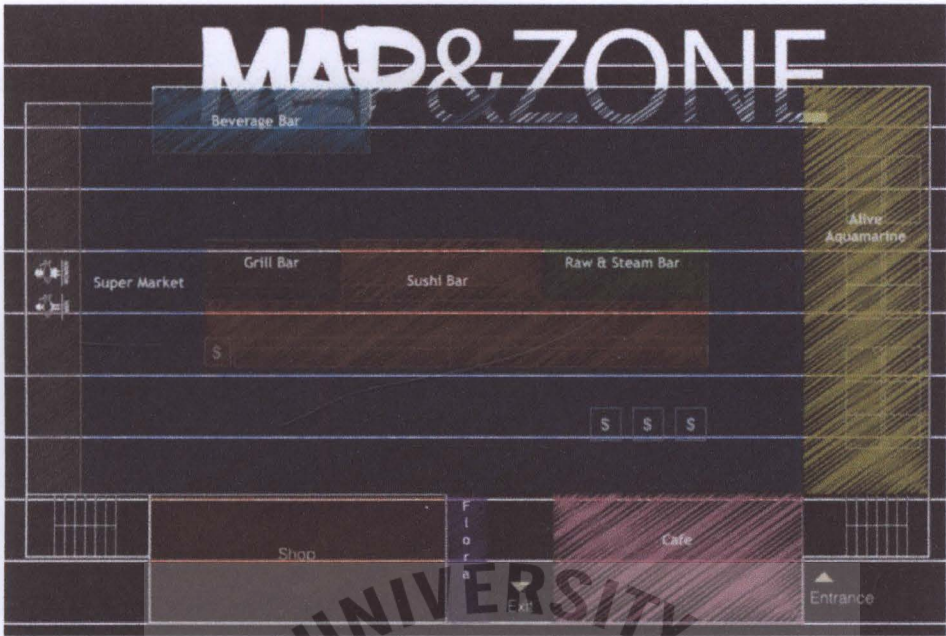 MAP&ZONE
Beverage Bar
Alive
Aquamarine
Grill Bar
Raw & Steam Bar
Super Market
Sushi Bar
$
$ $ $
Flora
Shop
Cafe
Exit
Entrance
UNIVERSITY